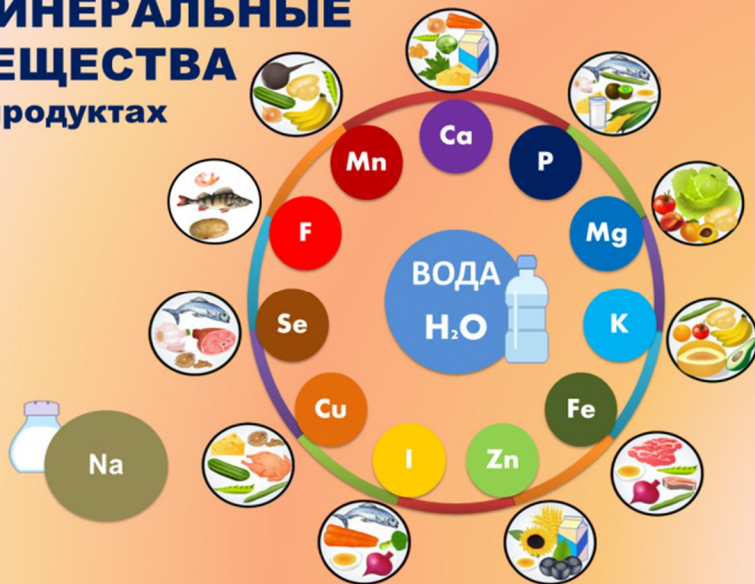 ИНЕРАЛЬНЫЕ
ЕЩЕСТВА
продуктах
Ca
Mn
P
F
Mg
ВОДА
H₂O
Se
K
Cu
Fe
I
Zn
Na